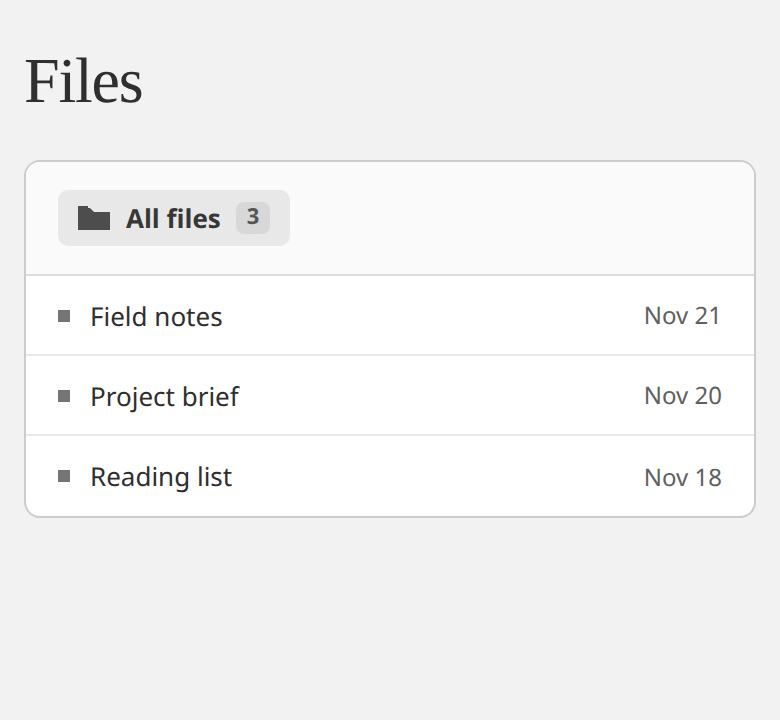 Files
All files 3
Field notes Nov 21
Project brief Nov 20
Reading list Nov 18